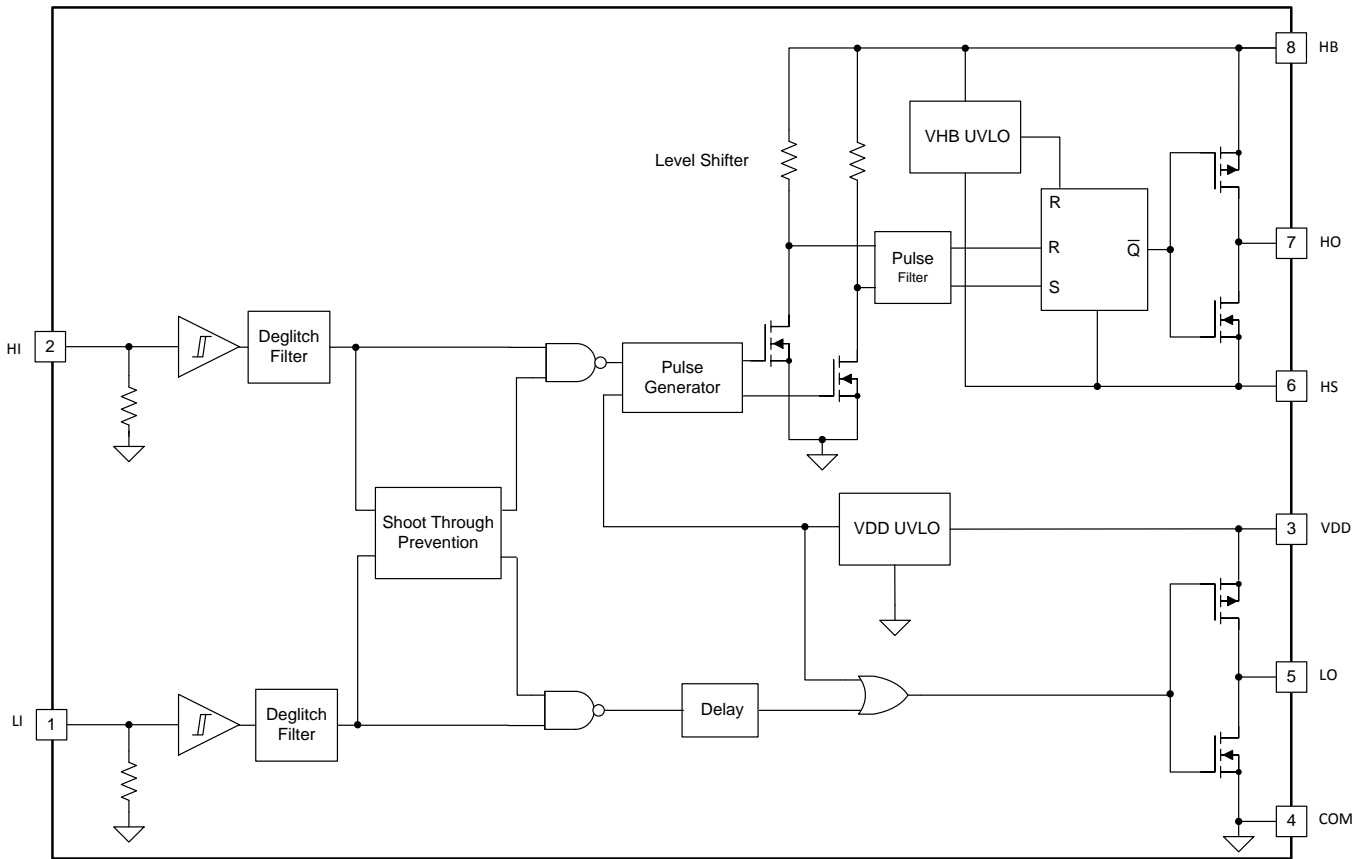 8 HB
VHB UVLO
Level Shifter
R
R
Q̅
S
7 HO
Pulse
Filter
HI 2
Deglitch
Filter
Pulse
Generator
6 HS
Shoot Through
Prevention
VDD UVLO
3 VDD
5 LO
LI 1
Deglitch
Filter
Delay
4 COM